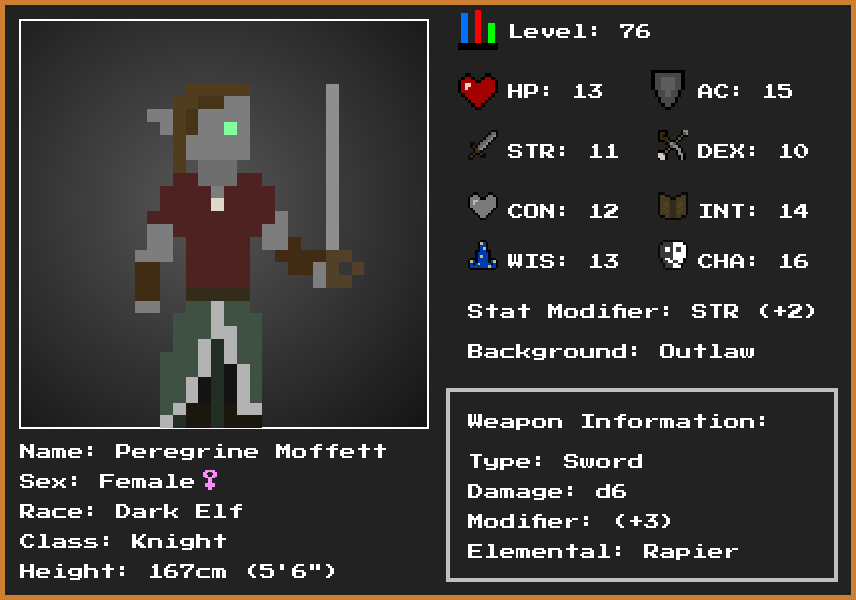 Level: 76
HP: 13 AC: 15
STR: 11 DEX: 10
CON: 12 INT: 14
WIS: 13 CHA: 16
Stat Modifier: STR (+2)
Background: Outlaw
Weapon Information:
Type: Sword
Damage: d6
Modifier: (+3)
Elemental: Rapier
Name: Peregrine Moffett
Sex: Female♀
Race: Dark Elf
Class: Knight
Height: 167cm (5'6")